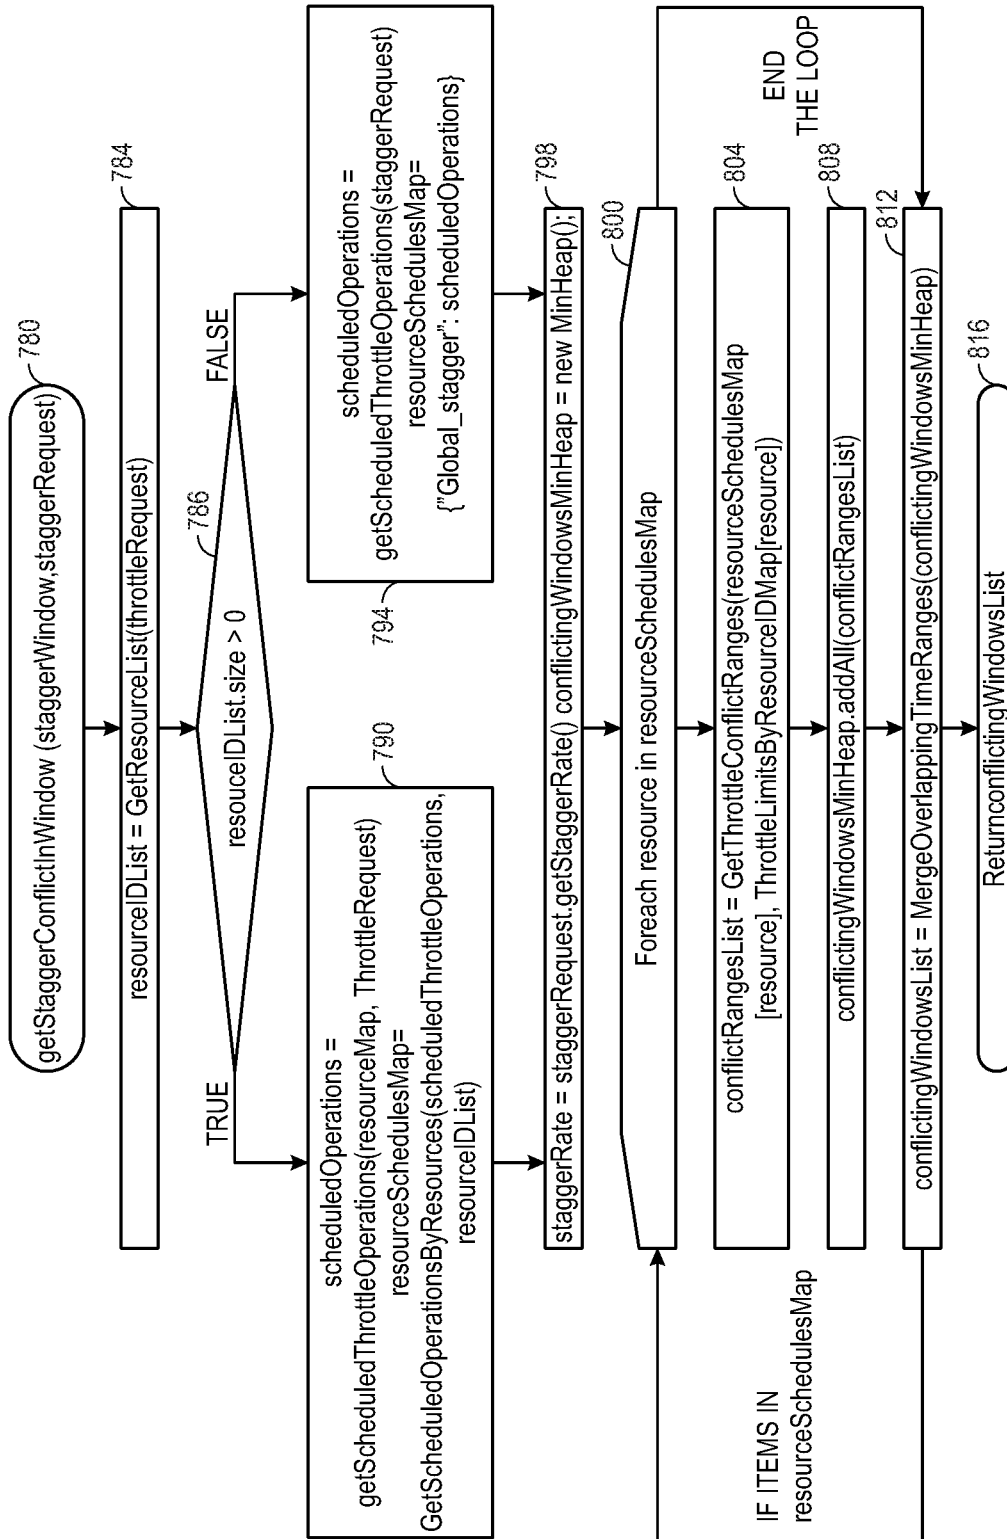 getStaggerConflictInWindow (staggerWindow,staggerRequest)
780
resourceIDList = GetResourceList(throttleRequest)
784
resouceIDList.size > 0
786
TRUE
FALSE
scheduledOperations =
getScheduledThrottleOperations(resourceMap, ThrottleRequest)
resourceSchedulesMap=
GetScheduledOperationsByResources(scheduledThrottleOperations,
resourceIDList)
790
scheduledOperations =
getScheduledThrottleOperations(staggerRequest)
resourceSchedulesMap=
{"Global_stagger": scheduledOperations}
794
staggerRate = staggerRequest.getStaggerRate() conflictingWindowsMinHeap = new MinHeap();
798
Foreach resource in resourceSchedulesMap
800
conflictRangesList = GetThrottleConflictRanges(resourceSchedulesMap
[resource], ThrottleLimitsByResourceIDMap[resource])
804
conflictingWindowMinHeap.addAll(conflictRangesList)
808
conflictingWindowsList = MergeOverlappingTimeRanges(conflictingWindowsMinHeap)
812
IF ITEMS IN
resourceSchedulesMap
END
THE LOOP
ReturnconflictingWindowsList
816